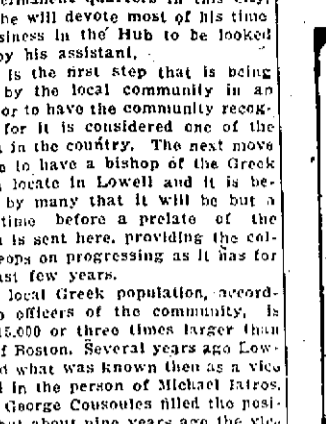 permanent quarters in this city.
he will devote most of his time
siness in the Hub to be looked
by his assistant.
is the first step that is being
by the local community in an
or to have the community recog-
for it is considered one of the
in the country. The next move
to have a bishop of the Greek
locate in Lowell and it is be-
by many that it will be but a
time before a prelate of the
is sent here, providing the col-
eeps on progressing as it has for
ast few years.
local Greek population, accord-
officers of the community, is
15,000 or three times larger than
f Boston. Several years ago Low-
d what was known then as a vice
in the person of Michael Iatros.
George Cousoules filled the posi-
but about nine years ago the vice